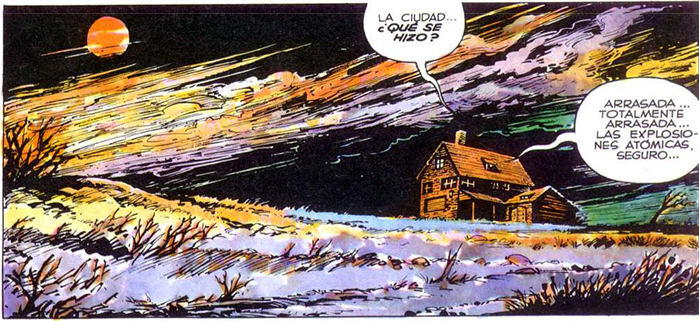 LA CIUDAD...
¿QUÉ SE
HIZO?
ARRASADA...
TOTALMENTE
ARRASADA...
LAS EXPLOSIO
NES ATÓMICAS,
SEGURO...